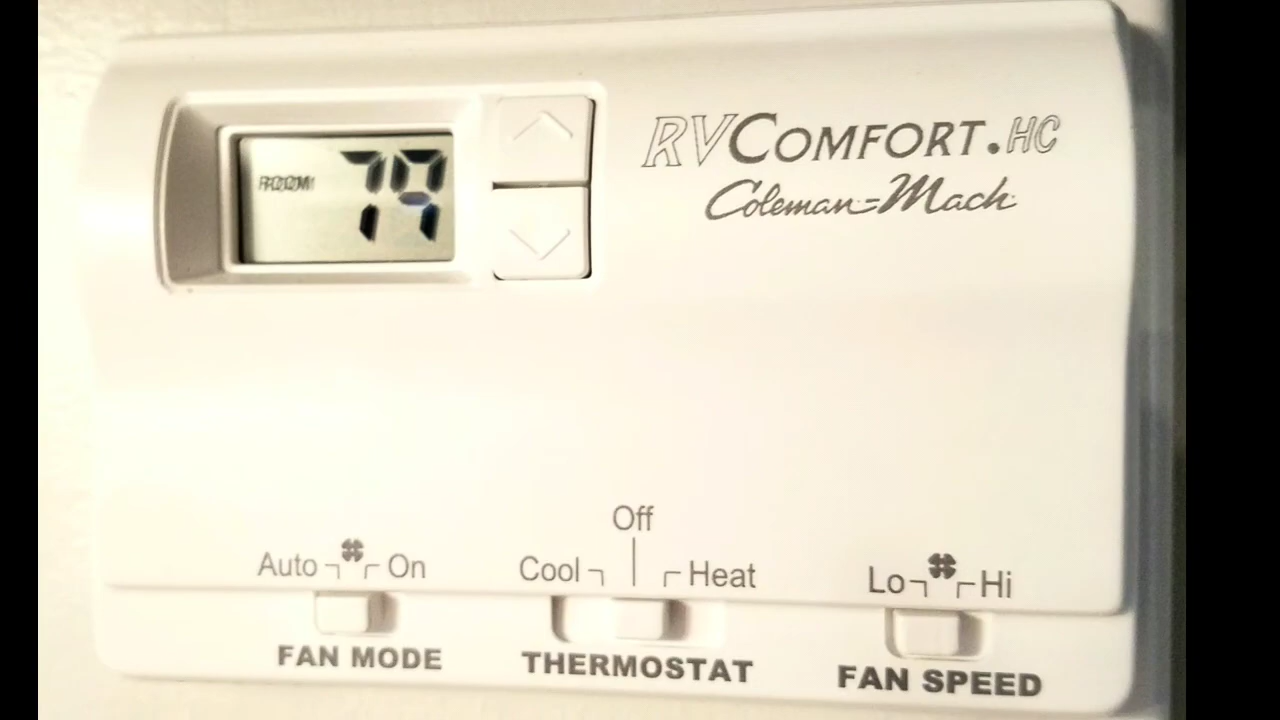 ROOM 79
RVCOMFORT.HC
Coleman-Mach
Off
Auto On
Cool Heat
Lo Hi
FAN MODE
THERMOSTAT
FAN SPEED